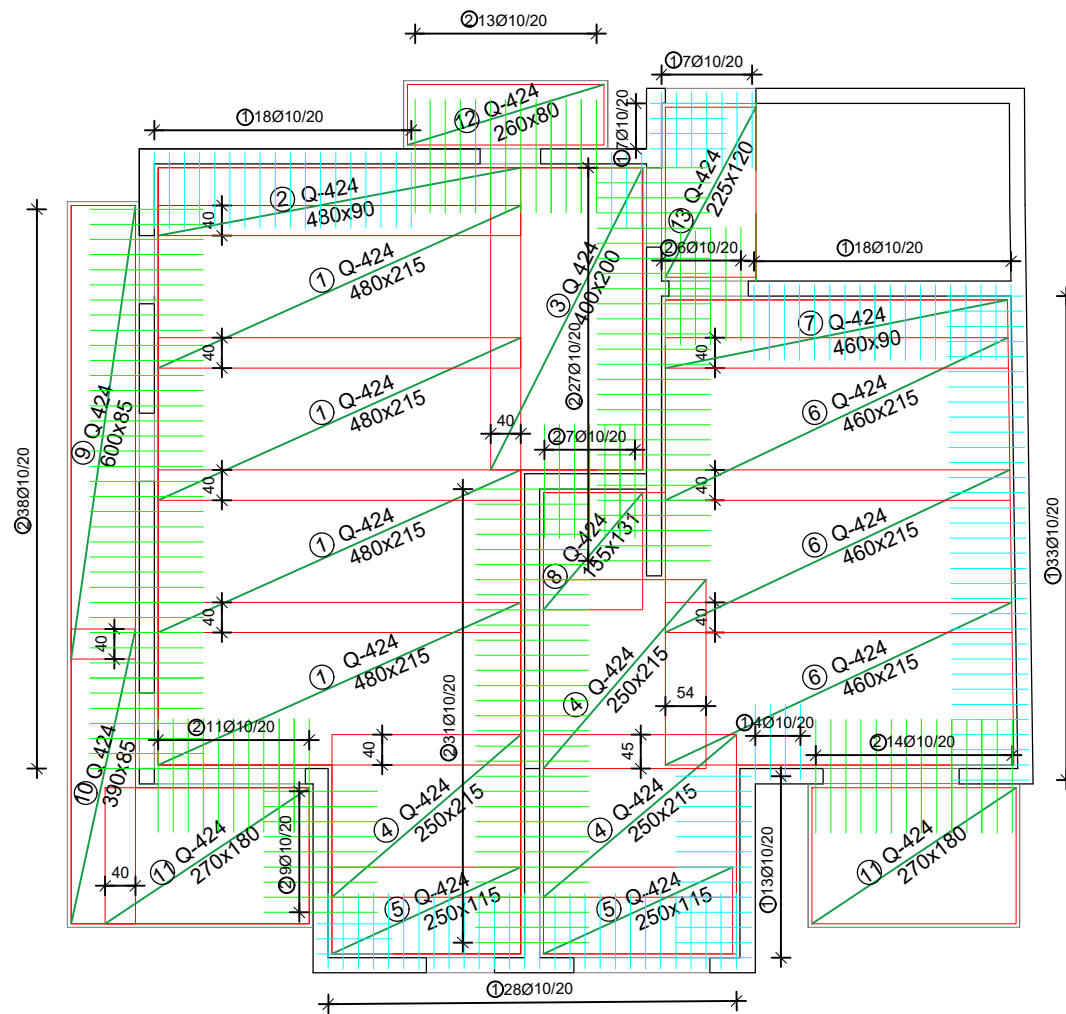 ②13Ø10/20
①7Ø10/20
①18Ø10/20
①7Ø10/20
⑫ Q-424
260x80
② Q-424
480x90
40
⑬ Q-424
225x120
①18Ø10/20
②6Ø10/20
① Q-424
480x215
③ Q-424
400x200
⑦ Q-424
460x90
40
40
②27Ø10/20
① Q-424
480x215
⑥ Q-424
460x215
⑨ Q-424
600x85
40
②7Ø10/20
②38Ø10/20
40
40
① Q-424
480x215
⑧ Q-424
155x131
⑥ Q-424
460x215
①33Ø10/20
40
40
40
① Q-424
480x215
④ Q-424
250x215
⑥ Q-424
460x215
54
②11Ø10/20
②31Ø10/20
40
45
①4Ø10/20
②14Ø10/20
⑩ Q-424
390x85
④ Q-424
250x215
④ Q-424
250x215
⑪ Q-424
270x180
40
②9Ø10/20
①13Ø10/20
⑪ Q-424
270x180
⑤ Q-424
250x115
⑤ Q-424
250x115
①28Ø10/20